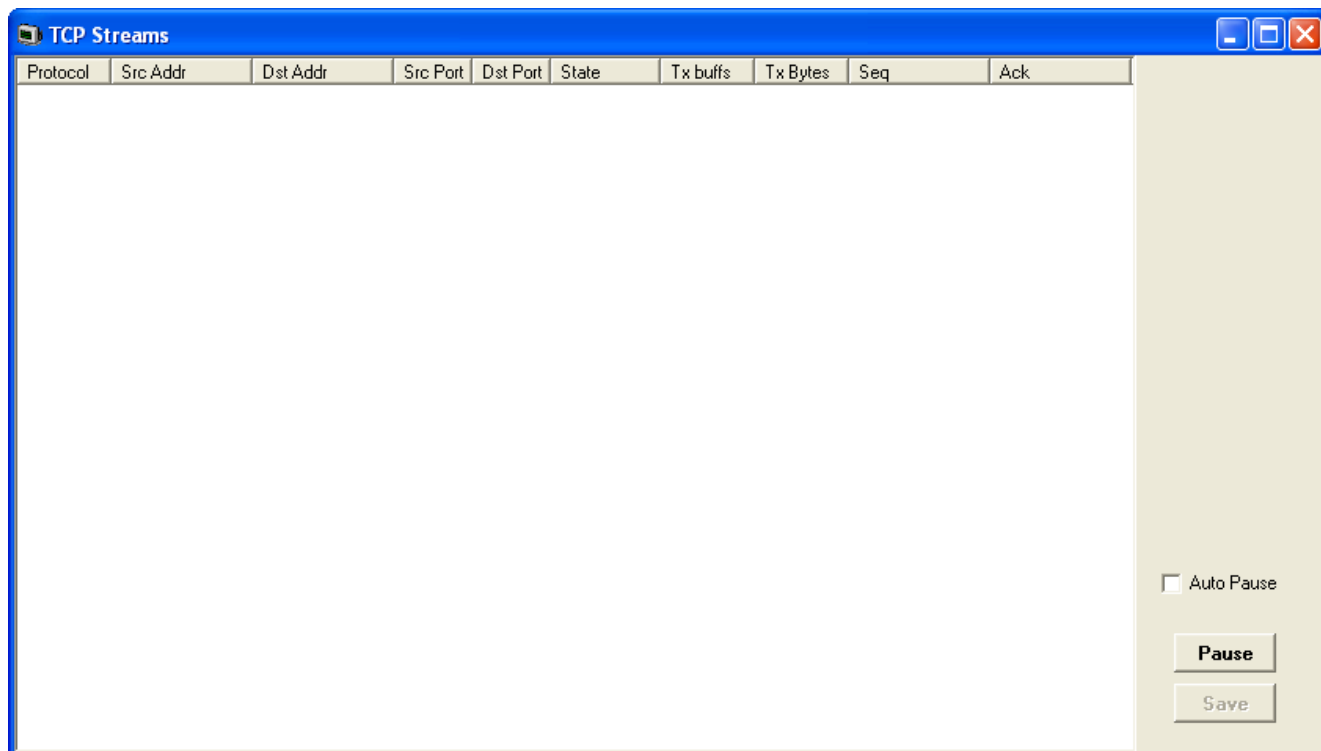 TCP Streams
Protocol Src Addr Dst Addr Src Port Dst Port State Tx buffs Tx Bytes Seq Ack
Auto Pause
Pause
Save